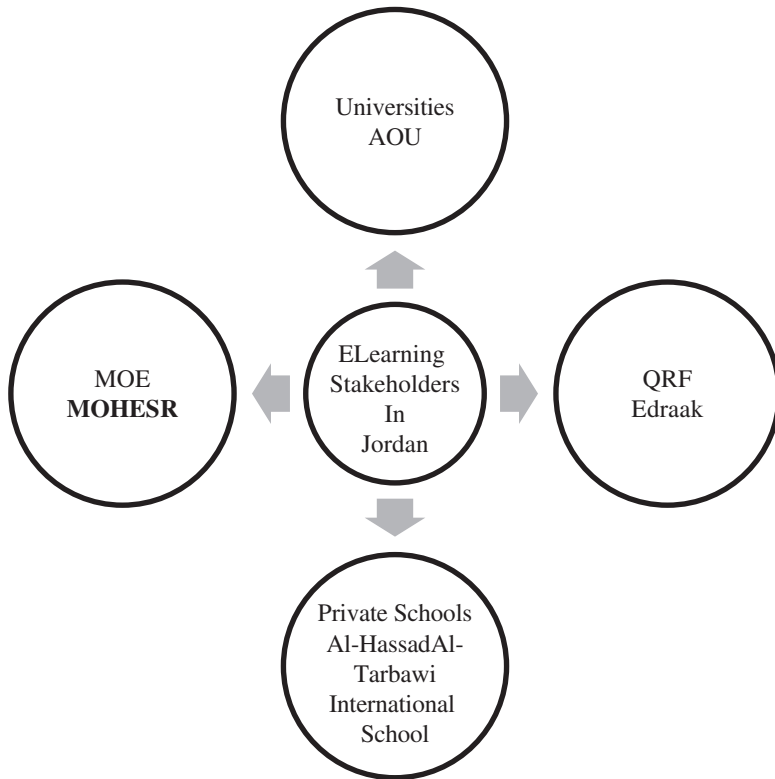 Universities
AOU
MOE
MOHESR
ELearning
Stakeholders
In
Jordan
QRF
Edraak
Private Schools
Al-HassadAl-
Tarbawi
International
School